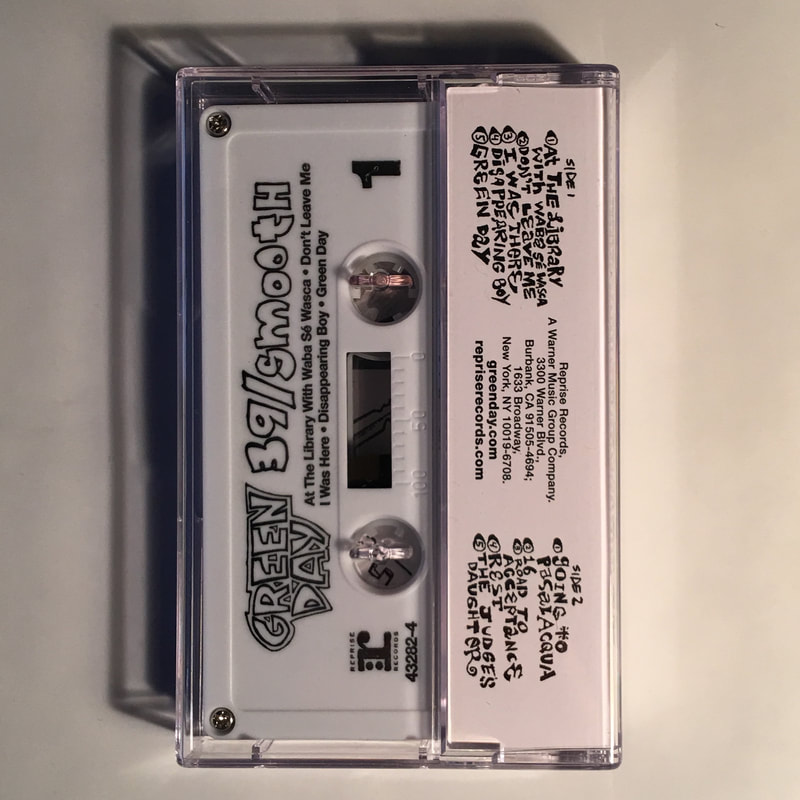 GREEN
DAY
39//smooth
At The Library With Waba Sé Wasca • Don't Leave Me
I Was Here • Disappearing Boy • Green Day
1
0 50 100
REPRISE
r
RECORDS
43282-4
SIDE 1
① At THE LiBRARY
WiTH WABA SÉ WASCA
② DON'T LEAVE ME
③ I WAS THERE,
④ DiSAPPEARING BOY
⑤ GREEN DAY
Reprise Records,
A Warner Music Group Company.
3300 Warner Blvd.,
Burbank, CA 91505-4694;
1633 Broadway,
New York, NY 10019-6708.
greenday.com
repriserecords.com
SIDE 2
① GOING tto
PASALACQUA
② 16
③ ROAD TO
ACCEPTANCE
④ REST
⑤ THE JUDGE'S
DAUGHTER